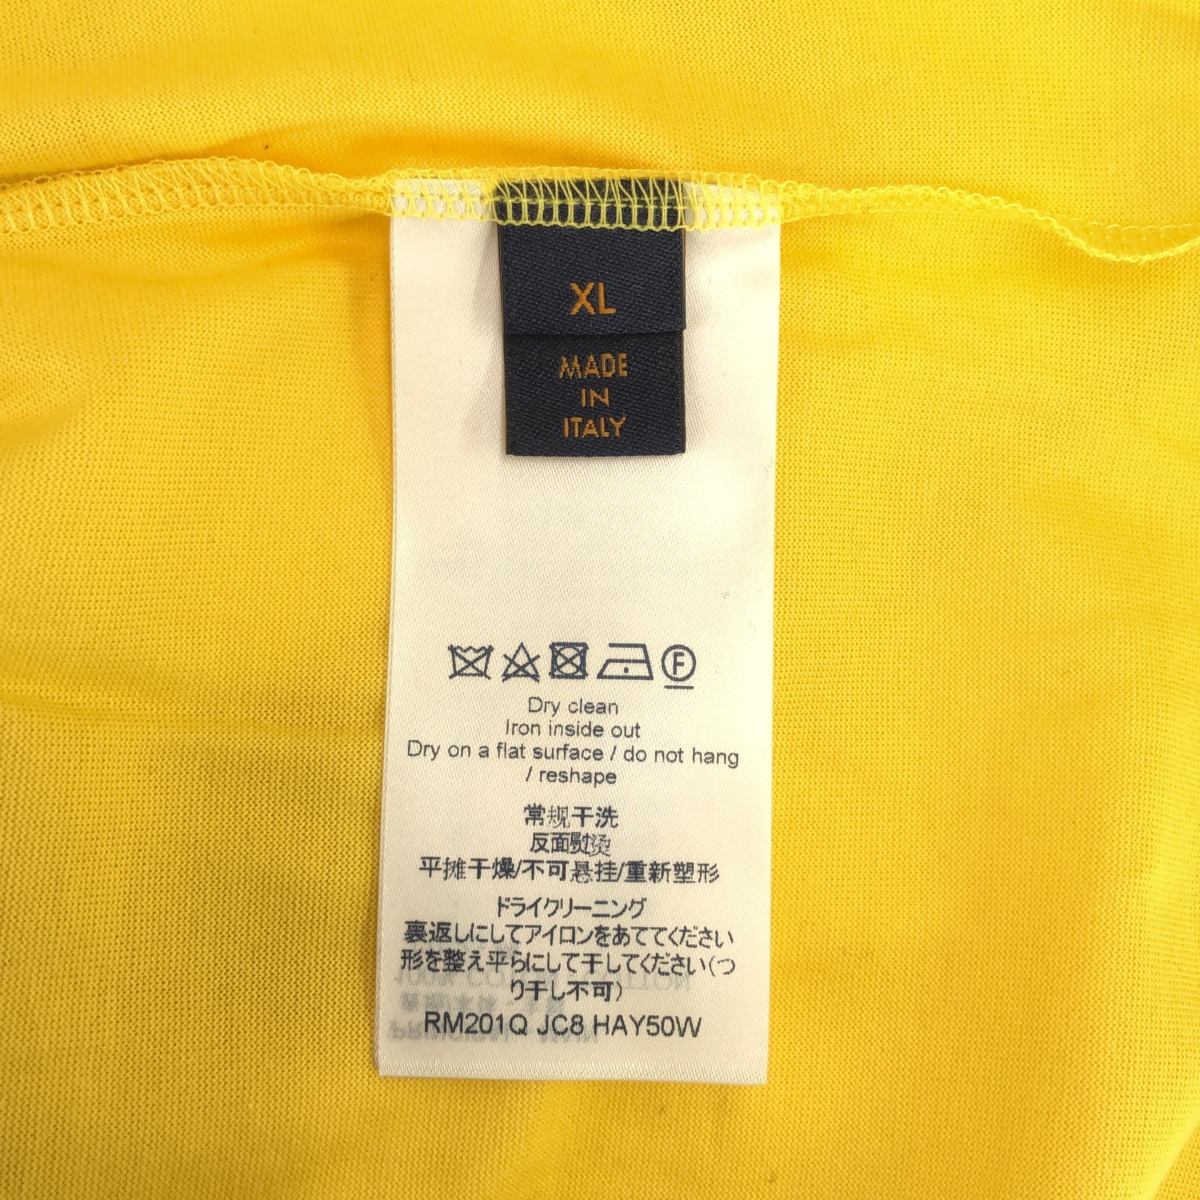 XL
MADE
IN
ITALY
F
Dry clean
Iron inside out
Dry on a flat surface / do not hang
/ reshape
常规干洗
反面熨烫
平摊干燥/不可悬挂/重新塑形
ドライクリーニング
裏返しにしてアイロンをあててください
形を整え平らにして干してください(つ
り干し不可)
RM201Q JC8 HAY50W